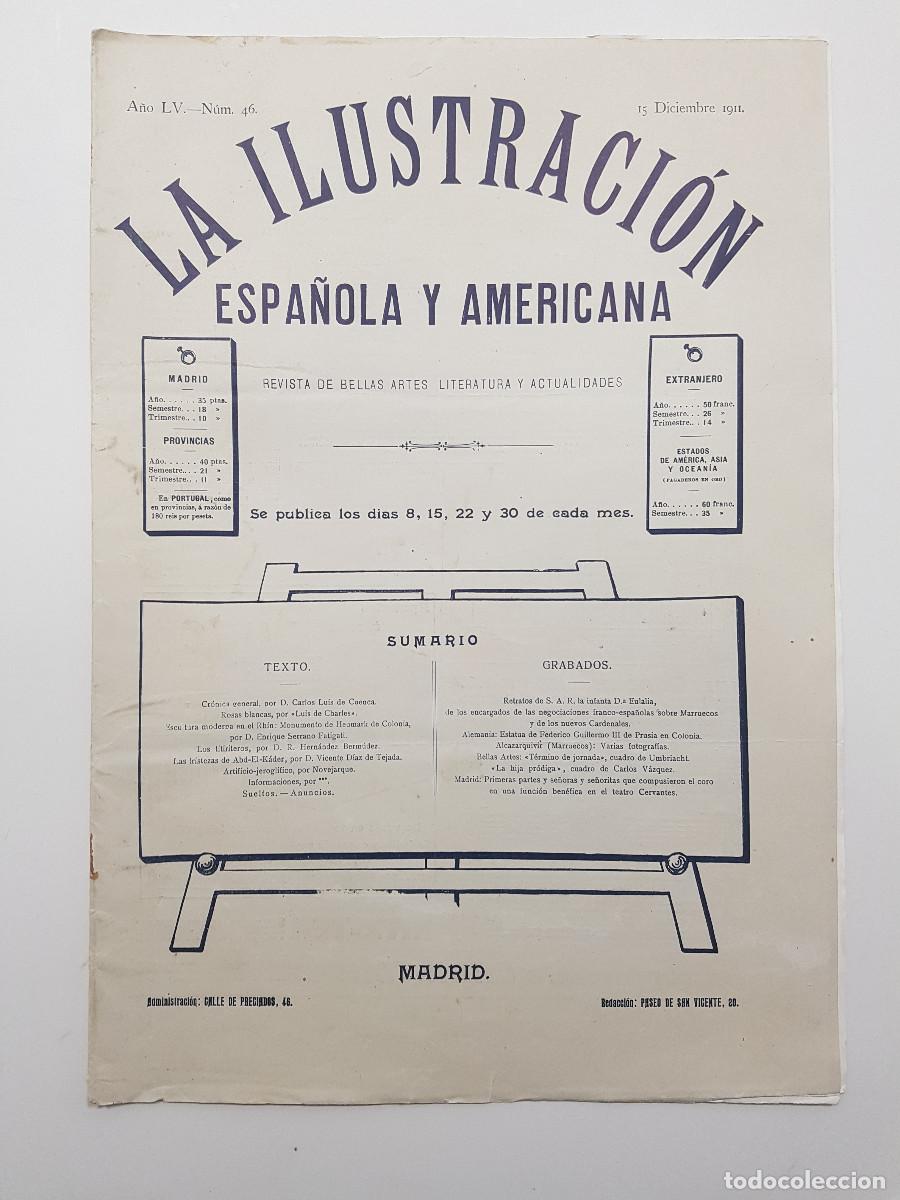 Año LV.—Núm. 46.
15 Diciembre 1911.
LA ILUSTRACIÓN
ESPAÑOLA Y AMERICANA
MADRID
Año...... 35 ptas.
Semestre... 18 »
Trimestre... 10 »
PROVINCIAS
Año...... 40 ptas.
Semestre... 21 »
Trimestre... 11 »
En PORTUGAL, como
en provincias, á razón de
180 reis por peseta.
REVISTA DE BELLAS ARTES LITERATURA Y ACTUALIDADES
Se publica los dias 8, 15, 22 y 30 de cada mes.
EXTRANJERO
Año...... 50 franc.
Semestre... 26 »
Trimestre... 14 »
ESTADOS
DE AMÉRICA, ASIA
Y OCEANÍA
(PAGADEROS EN ORO)
Año...... 60 franc.
Semestre... 35 »
SUMARIO
TEXTO.
Crónica general, por D. Carlos Luis de Cuenca.
Rosas blancas, por «Luis de Charles».
Escultura moderna en el Rhin: Monumento de Heumark de Colonia,
por D. Enrique Serrano Fatigati.
Los titiriteros, por D. R. Hernández Bermúdez.
Las tristezas de Abd-El-Káder, por D. Vicente Díaz de Tejada.
Artificio-jeroglífico, por Novejarque.
Informaciones, por ***.
Sueltos. — Anuncios.
GRABADOS.
Retratos de S. A. R. la infanta D.ª Eulalia,
de los encargados de las negociaciones franco-españolas sobre Marruecos
y de los nuevos Cardenales.
Alemania: Estatua de Federico Guillermo III de Prusia en Colonia.
Alcazarquivir (Marruecos): Varias fotografías.
Bellas Artes: «Término de jornada», cuadro de Umbriacht.
«La hija pródiga», cuadro de Carlos Vázquez.
Madrid: Primeras partes y señoras y señoritas que compusieron el coro
en una función benéfica en el teatro Cervantes.
MADRID.
Administración: CALLE DE PRECIADOS, 46.
Redacción: PASEO DE SAN VICENTE, 20.
todocoleccion